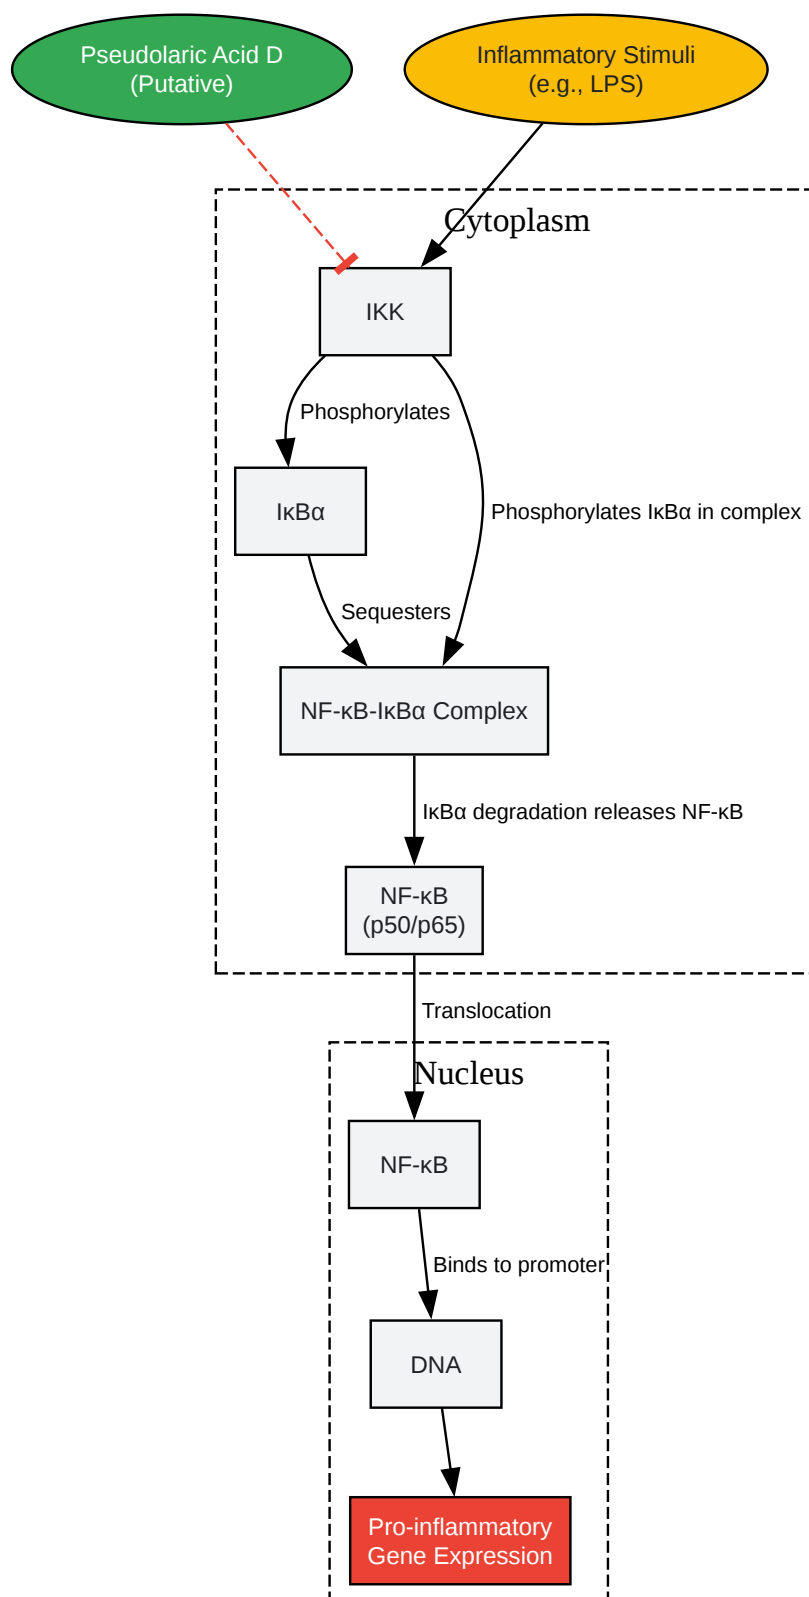 Pseudolaric Acid D
(Putative)
Inflammatory Stimuli
(e.g., LPS)
Cytoplasm
IKK
Phosphorylates
IκBα
Phosphorylates IκBα in complex
Sequesters
NF-κB-IκBα Complex
IκBα degradation releases NF-κB
NF-κB
(p50/p65)
Translocation
Nucleus
NF-κB
Binds to promoter
DNA
Pro-inflammatory
Gene Expression